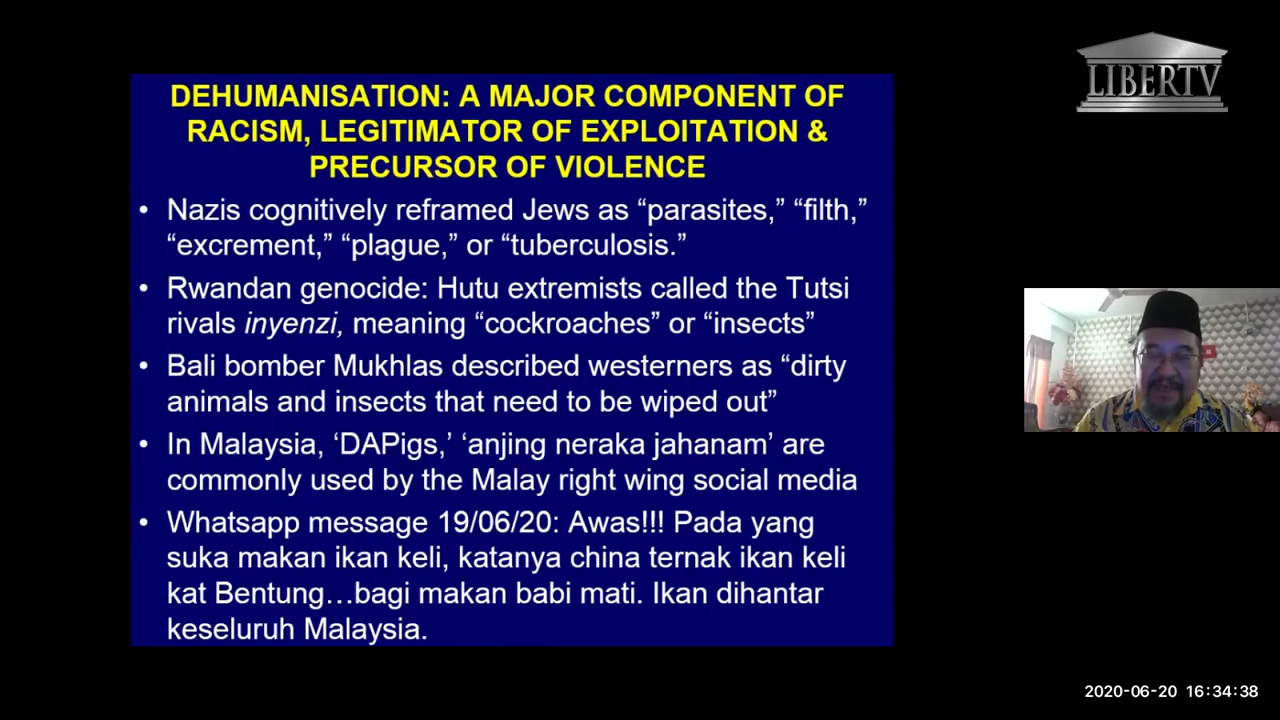 DEHUMANISATION: A MAJOR COMPONENT OF
RACISM, LEGITIMATOR OF EXPLOITATION &
PRECURSOR OF VIOLENCE
• Nazis cognitively reframed Jews as “parasites,” “filth,”
“excrement,” “plague,” or “tuberculosis.”
• Rwandan genocide: Hutu extremists called the Tutsi
rivals inyenzi, meaning “cockroaches” or “insects”
• Bali bomber Mukhlas described westerners as “dirty
animals and insects that need to be wiped out”
• In Malaysia, ‘DAPigs,’ ‘anjing neraka jahanam’ are
commonly used by the Malay right wing social media
• Whatsapp message 19/06/20: Awas!!! Pada yang
suka makan ikan keli, katanya china ternak ikan keli
kat Bentung…bagi makan babi mati. Ikan dihantar
keseluruh Malaysia.
LIBERTV
2020-06-20 16:34:38